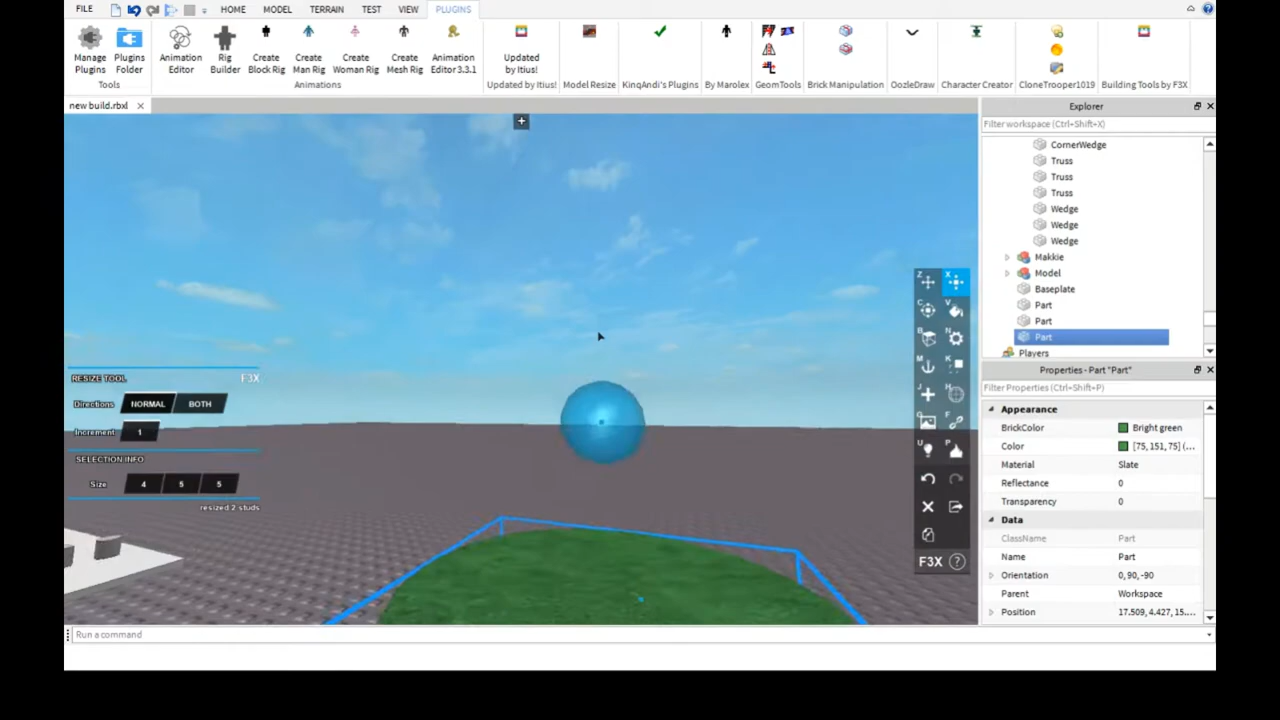 FILE HOME MODEL TERRAIN TEST VIEW PLUGINS
Manage Plugins
Plugins Folder
Tools
Animation Editor
Rig Builder
Create Block Rig
Create Man Rig
Create Woman Rig
Create Mesh Rig
Animation Editor 3.3.1
Animations
Updated by Itius!
Updated by Itius!
Model Resize
KinqAndi's Plugins
By Marolex
GeomTools
Brick Manipulation
OozleDraw
Character Creator
CloneTrooper1019
Building Tools by F3X
new build.rbxl
Explorer
Filter workspace (Ctrl+Shift+X)
CornerWedge
Truss
Truss
Truss
Wedge
Wedge
Wedge
Makkie
Model
Baseplate
Part
Part
Part
Players
Properties - Part "Part"
Filter Properties (Ctrl+Shift+P)
Appearance
BrickColor Bright green
Color [75, 151, 75] (...
Material Slate
Reflectance 0
Transparency 0
Data
ClassName Part
Name Part
Orientation 0, 90, -90
Parent Workspace
Position 17.509, 4.427, 15....
RESIZE TOOL F3X
Directions NORMAL BOTH
Increment 1
SELECTION INFO
Size 4 5 5
resized 2 studs
Z X
C V
B N
M K
J H
G F
U P
F3X ?
Run a command